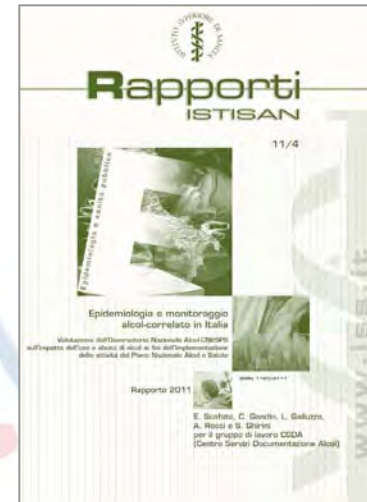 ISTITUTO SUPERIORE DI SANITÀ
Rapporti
ISTISAN
11/4
Epidemiologia e sanità pubblica
E
Epidemiologia e monitoraggio
alcol-correlato in Italia
Valutazione dell'Osservatorio Nazionale Alcol-CNESPS
sull'impatto dell'uso e abuso di alcol ai fini dell'implementazione
delle attività del Piano Nazionale Alcol e Salute
Rapporto 2011
E. Scafato, C. Gandin, L. Galluzzo,
A. Rossi e S. Ghirini
per il gruppo di lavoro CSDA
(Centro Servizi Documentazione Alcol)
www.iss.it